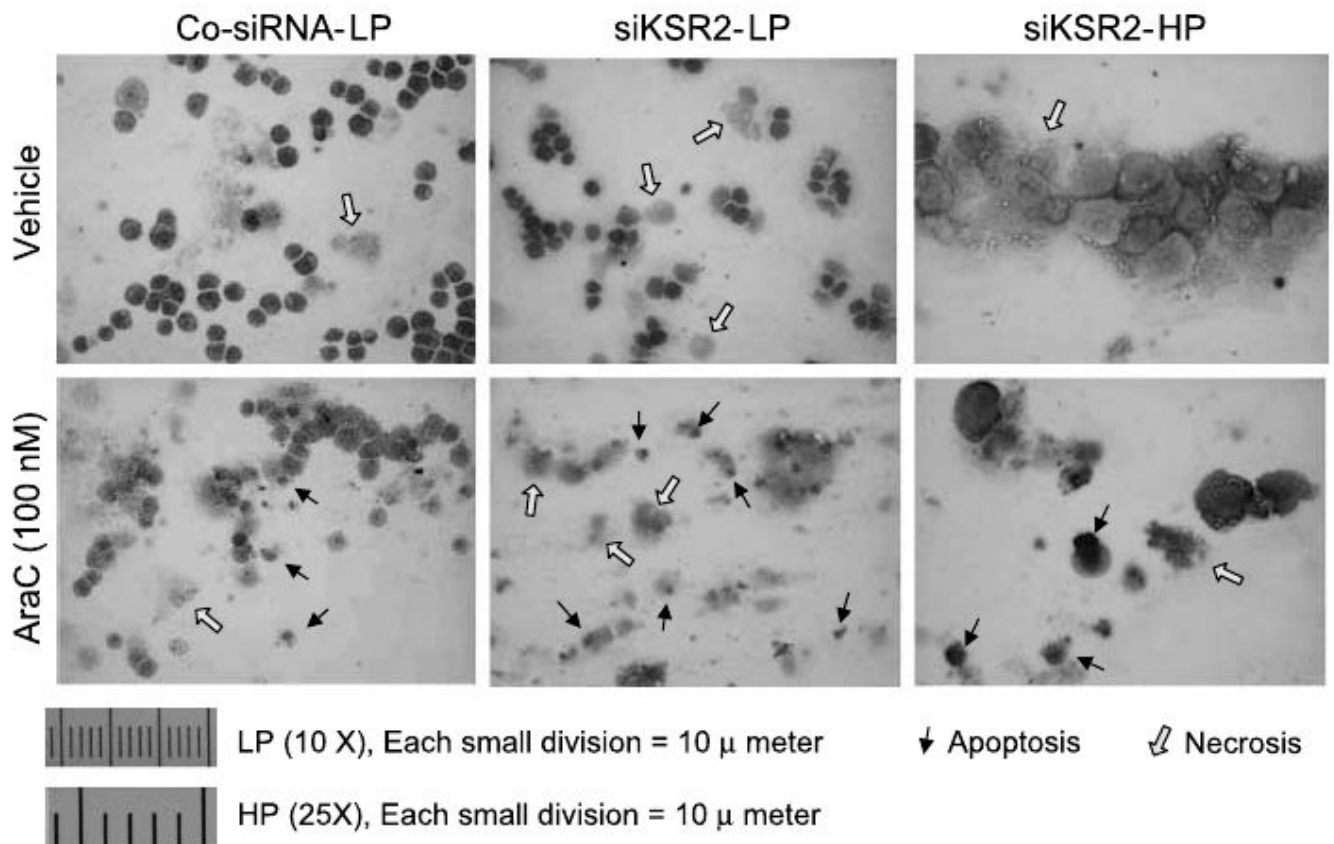 Co-siRNA-LP siKSR2-LP siKSR2-HP
Vehicle
AraC (100 nM)
LP (10 X), Each small division = 10 μ meter
Apoptosis Necrosis
HP (25X), Each small division = 10 μ meter